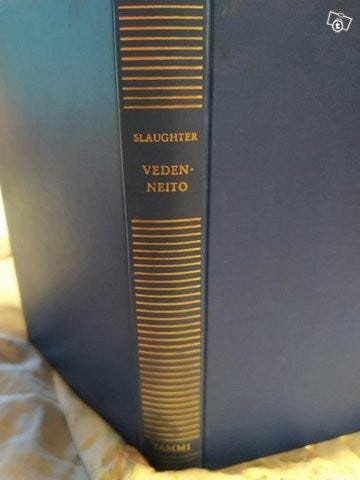 SLAUGHTER
VEDEN-
NEITO
TAMMI